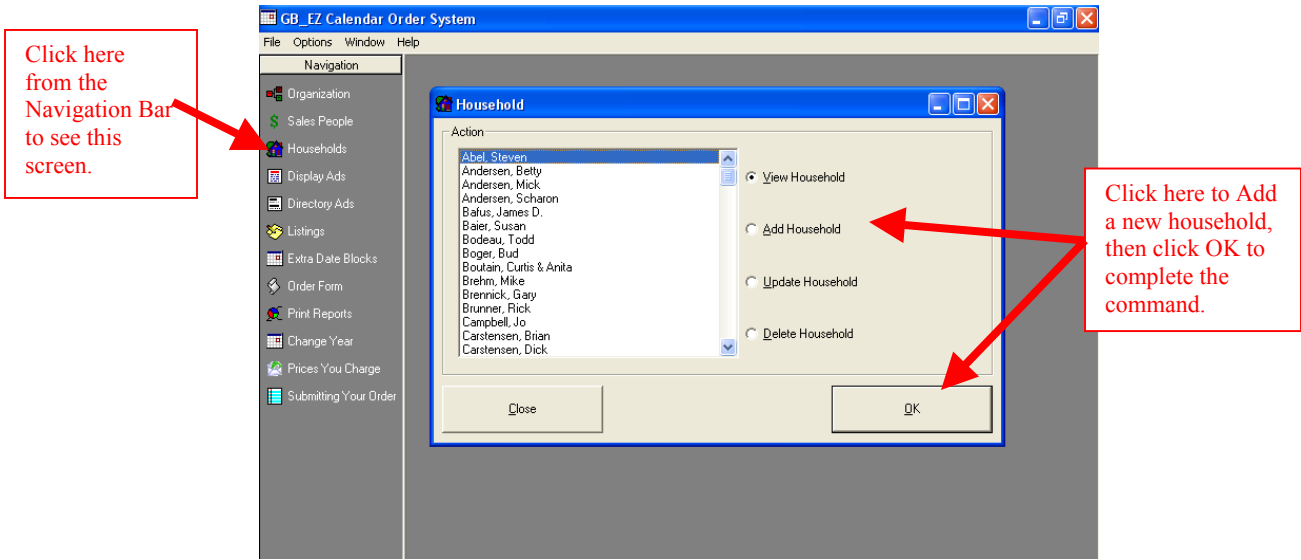 GB_EZ Calendar Order System
File Options Window Help
Navigation
Organization
Sales People
Households
Display Ads
Directory Ads
Listings
Extra Date Blocks
Order Form
Print Reports
Change Year
Prices You Charge
Submitting Your Order
Click here
from the
Navigation Bar
to see this
screen.
Household
Action
Abel, Steven
Andersen, Betty
Andersen, Mick
Andersen, Scharon
Bafus, James D.
Baier, Susan
Bodeau, Todd
Boger, Bud
Boutain, Curtis & Anita
Brehm, Mike
Brennick, Gary
Brunner, Rick
Campbell, Jo
Carstensen, Brian
Carstensen, Dick
View Household
Add Household
Update Household
Delete Household
Close
OK
Click here to Add
a new household,
then click OK to
complete the
command.